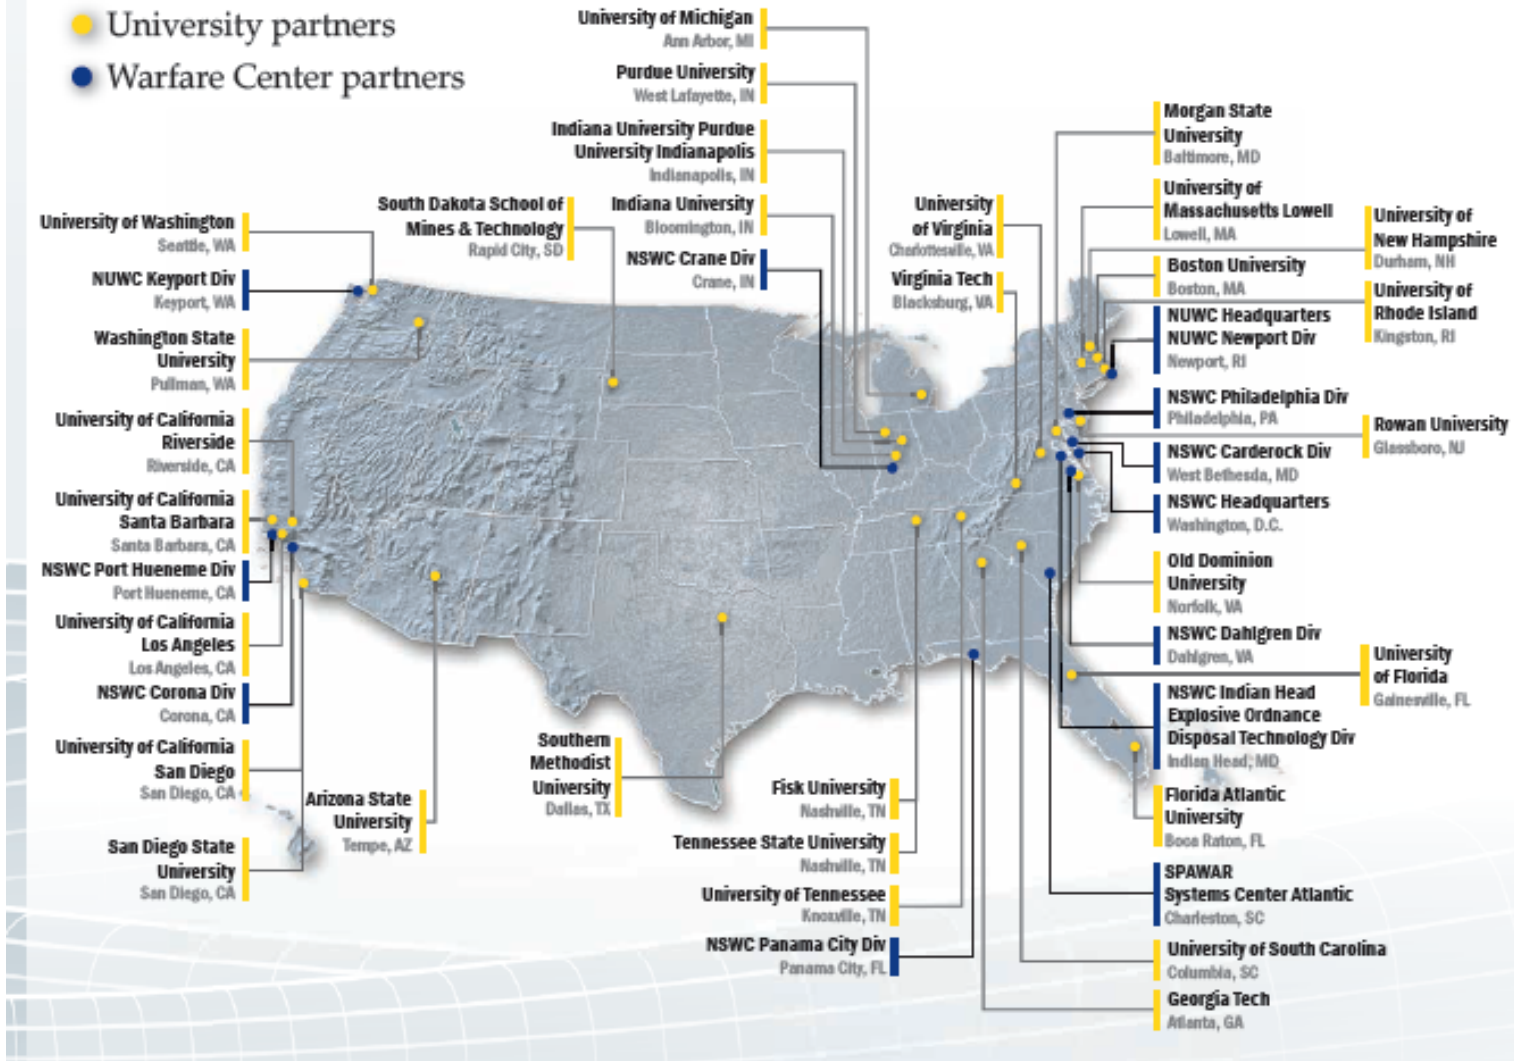 University partners
Warfare Center partners
University of Michigan
Ann Arbor, MI
Purdue University
West Lafayette, IN
Indiana University Purdue
University Indianapolis
Indianapolis, IN
Indiana University
Bloomington, IN
NSWC Crane Div
Crane, IN
South Dakota School of
Mines & Technology
Rapid City, SD
University of Washington
Seattle, WA
NUWC Keyport Div
Keyport, WA
Washington State
University
Pullman, WA
University of California
Riverside
Riverside, CA
University of California
Santa Barbara
Santa Barbara, CA
NSWC Port Hueneme Div
Port Hueneme, CA
University of California
Los Angeles
Los Angeles, CA
NSWC Corona Div
Corona, CA
University of California
San Diego
San Diego, CA
San Diego State
University
San Diego, CA
Arizona State
University
Tempe, AZ
Southern
Methodist
University
Dallas, TX
Fisk University
Nashville, TN
Tennessee State University
Nashville, TN
University of Tennessee
Knoxville, TN
NSWC Panama City Div
Panama City, FL
University
of Virginia
Charlottesville, VA
Virginia Tech
Blacksburg, VA
Morgan State
University
Baltimore, MD
University of
Massachusetts Lowell
Lowell, MA
University of
New Hampshire
Durham, NH
Boston University
Boston, MA
University of
Rhode Island
Kingston, RI
NUWC Headquarters
NUWC Newport Div
Newport, RI
NSWC Philadelphia Div
Philadelphia, PA
Rowan University
Glassboro, NJ
NSWC Carderock Div
West Bethesda, MD
NSWC Headquarters
Washington, D.C.
Old Dominion
University
Norfolk, VA
NSWC Dahlgren Div
Dahlgren, VA
University
of Florida
Gainesville, FL
NSWC Indian Head
Explosive Ordnance
Disposal Technology Div
Indian Head, MD
Florida Atlantic
University
Boca Raton, FL
SPAWAR
Systems Center Atlantic
Charleston, SC
University of South Carolina
Columbia, SC
Georgia Tech
Atlanta, GA